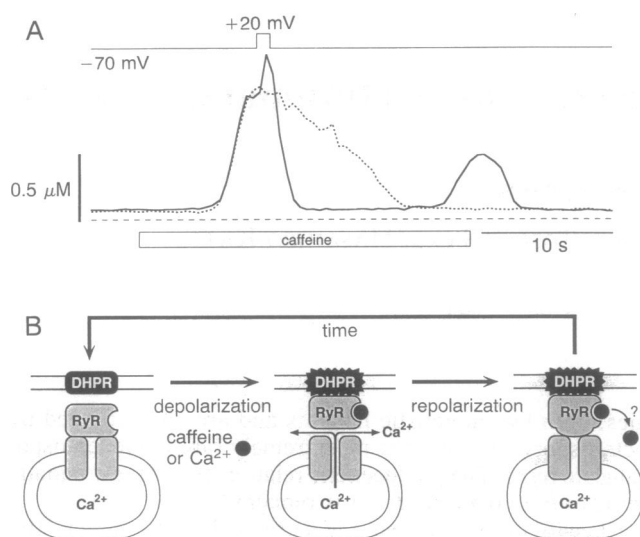 A
+20 mV
−70 mV
0.5 μM
caffeine
10 s
B
time
DHPR
RyR
Ca2+
depolarization
caffeine
or Ca2+
DHPR
RyR
Ca2+
Ca2+
repolarization
DHPR
RyR
?
Ca2+